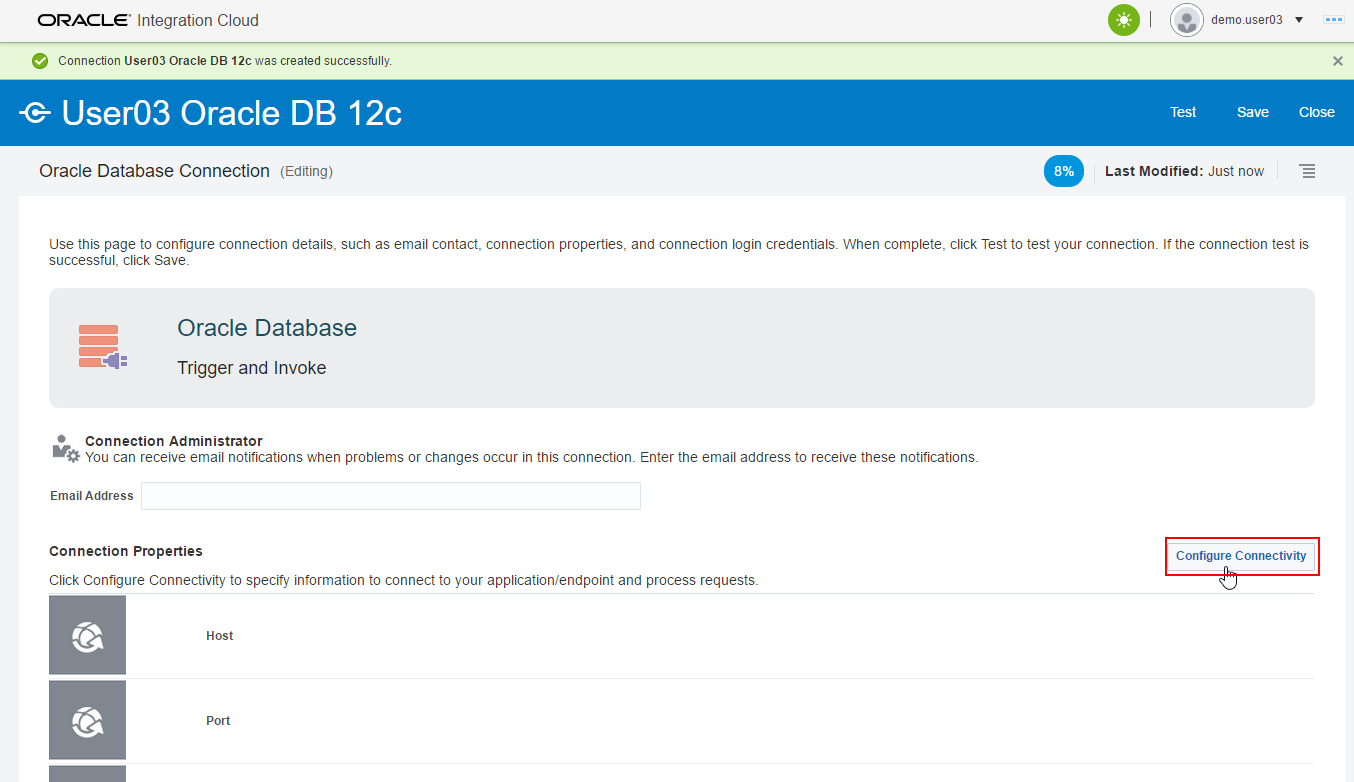 ORACLE® Integration Cloud
demo.user03
Connection User03 Oracle DB 12c was created successfully.
User03 Oracle DB 12c
Test Save Close
Oracle Database Connection (Editing)
8% Last Modified: Just now
Use this page to configure connection details, such as email contact, connection properties, and connection login credentials. When complete, click Test to test your connection. If the connection test is
successful, click Save.
Oracle Database
Trigger and Invoke
Connection Administrator
You can receive email notifications when problems or changes occur in this connection. Enter the email address to receive these notifications.
Email Address
Connection Properties
Configure Connectivity
Click Configure Connectivity to specify information to connect to your application/endpoint and process requests.
Host
Port